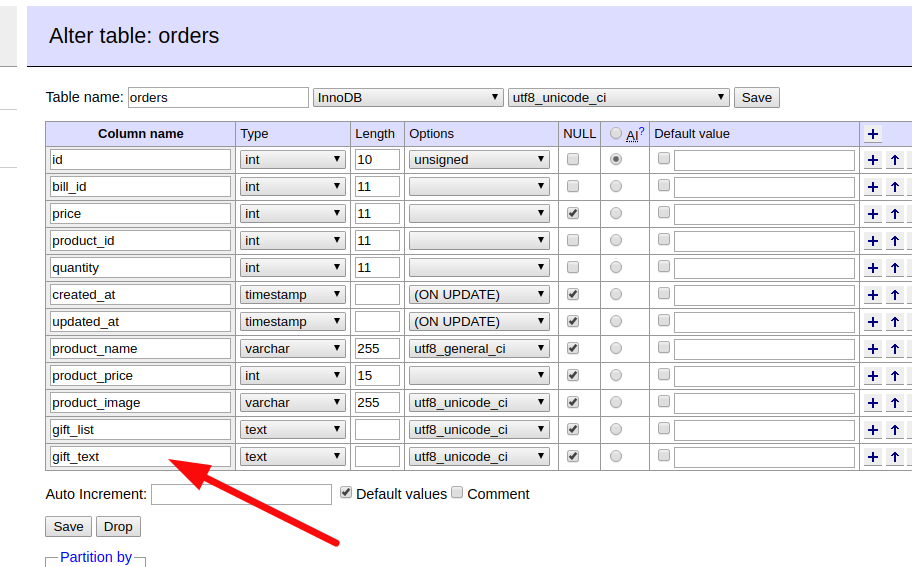 Alter table: orders
Table name: orders InnoDB utf8_unicode_ci Save
Column name Type Length Options NULL AI? Default value
id int 10 unsigned
bill_id int 11
price int 11
product_id int 11
quantity int 11
created_at timestamp (ON UPDATE)
updated_at timestamp (ON UPDATE)
product_name varchar 255 utf8_general_ci
product_price int 15
product_image varchar 255 utf8_unicode_ci
gift_list text utf8_unicode_ci
gift_text text utf8_unicode_ci
Auto Increment: Default values Comment
Save Drop
Partition by